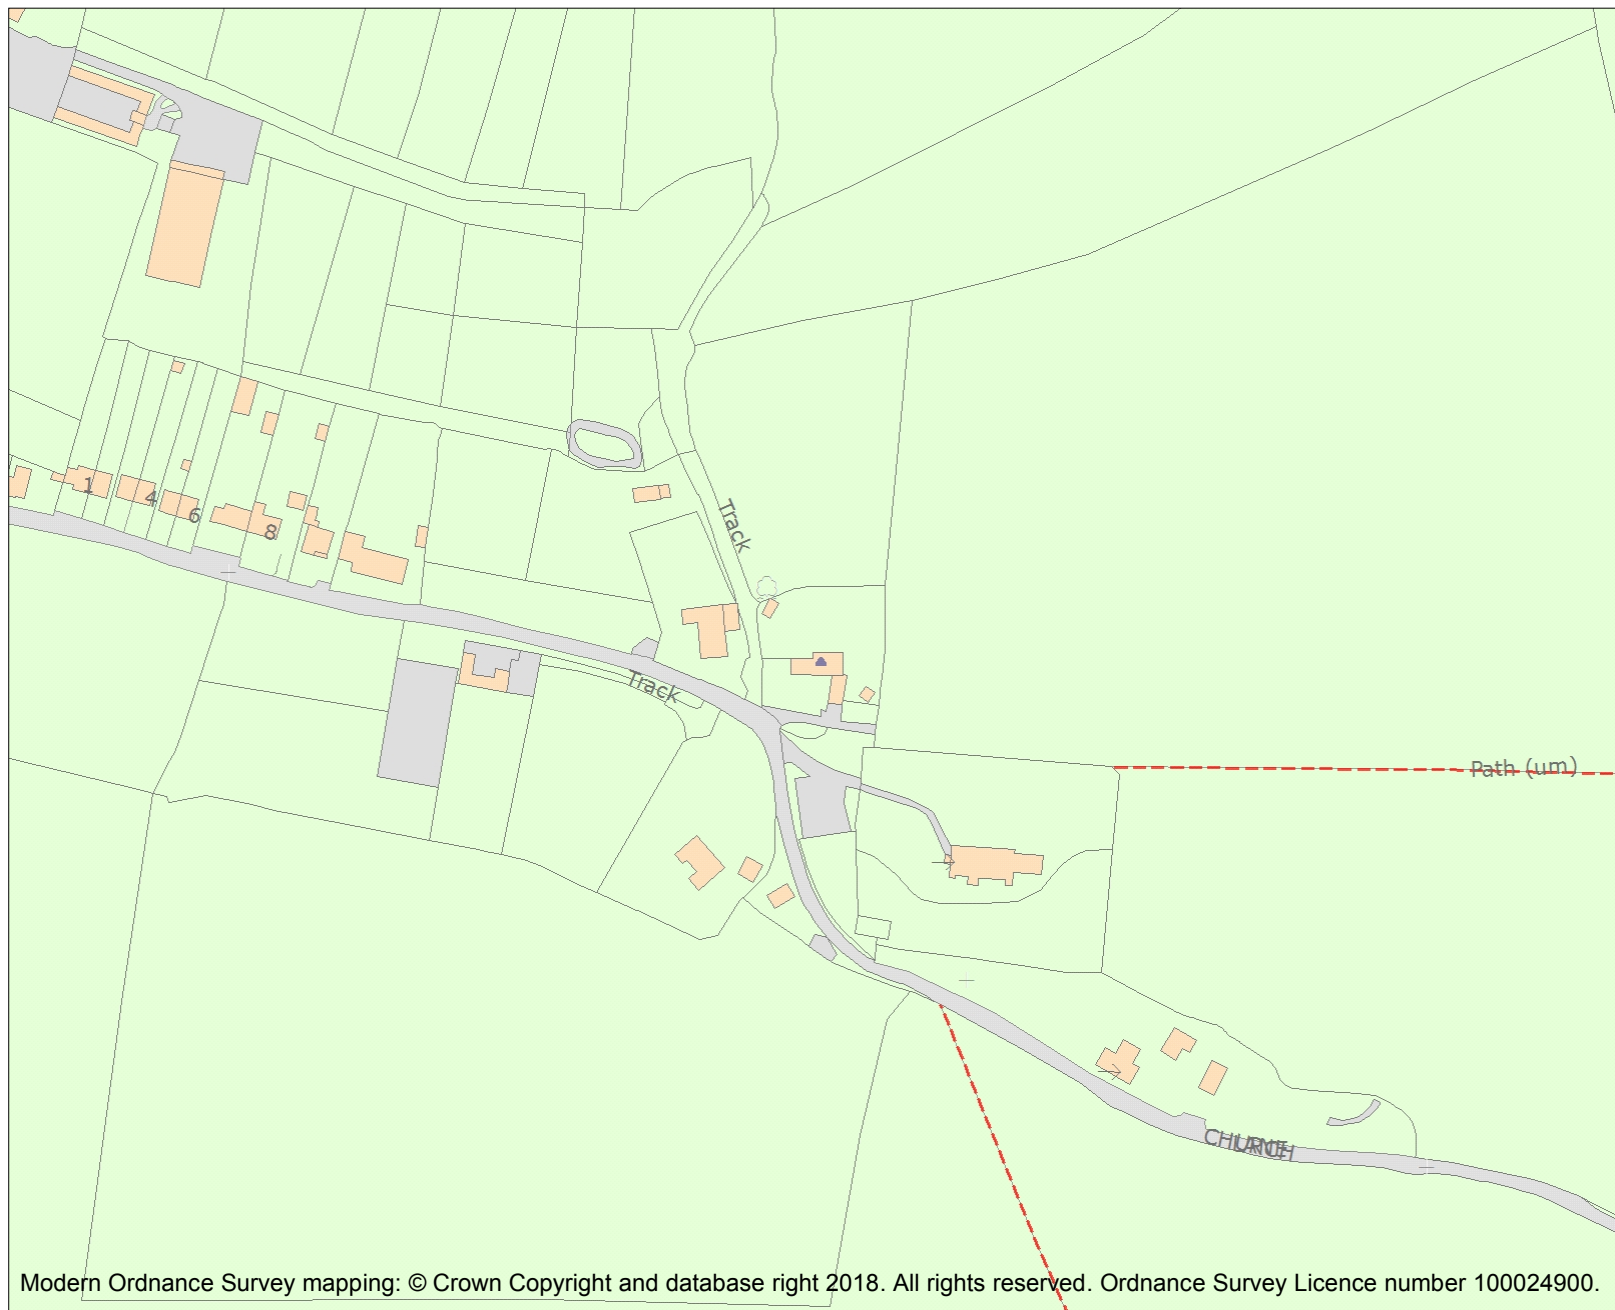 1
4
6
8
Track
Track
Path (um)
CHURCH
LANE
Modern Ordnance Survey mapping: © Crown Copyright and database right 2018. All rights reserved. Ordnance Survey Licence number 100024900.